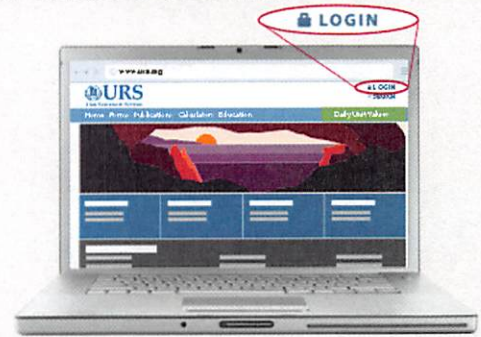 LOGIN
www.urs.org
LOGIN
URS
Home Forms Publications Calculators Education
Daily Unit Values